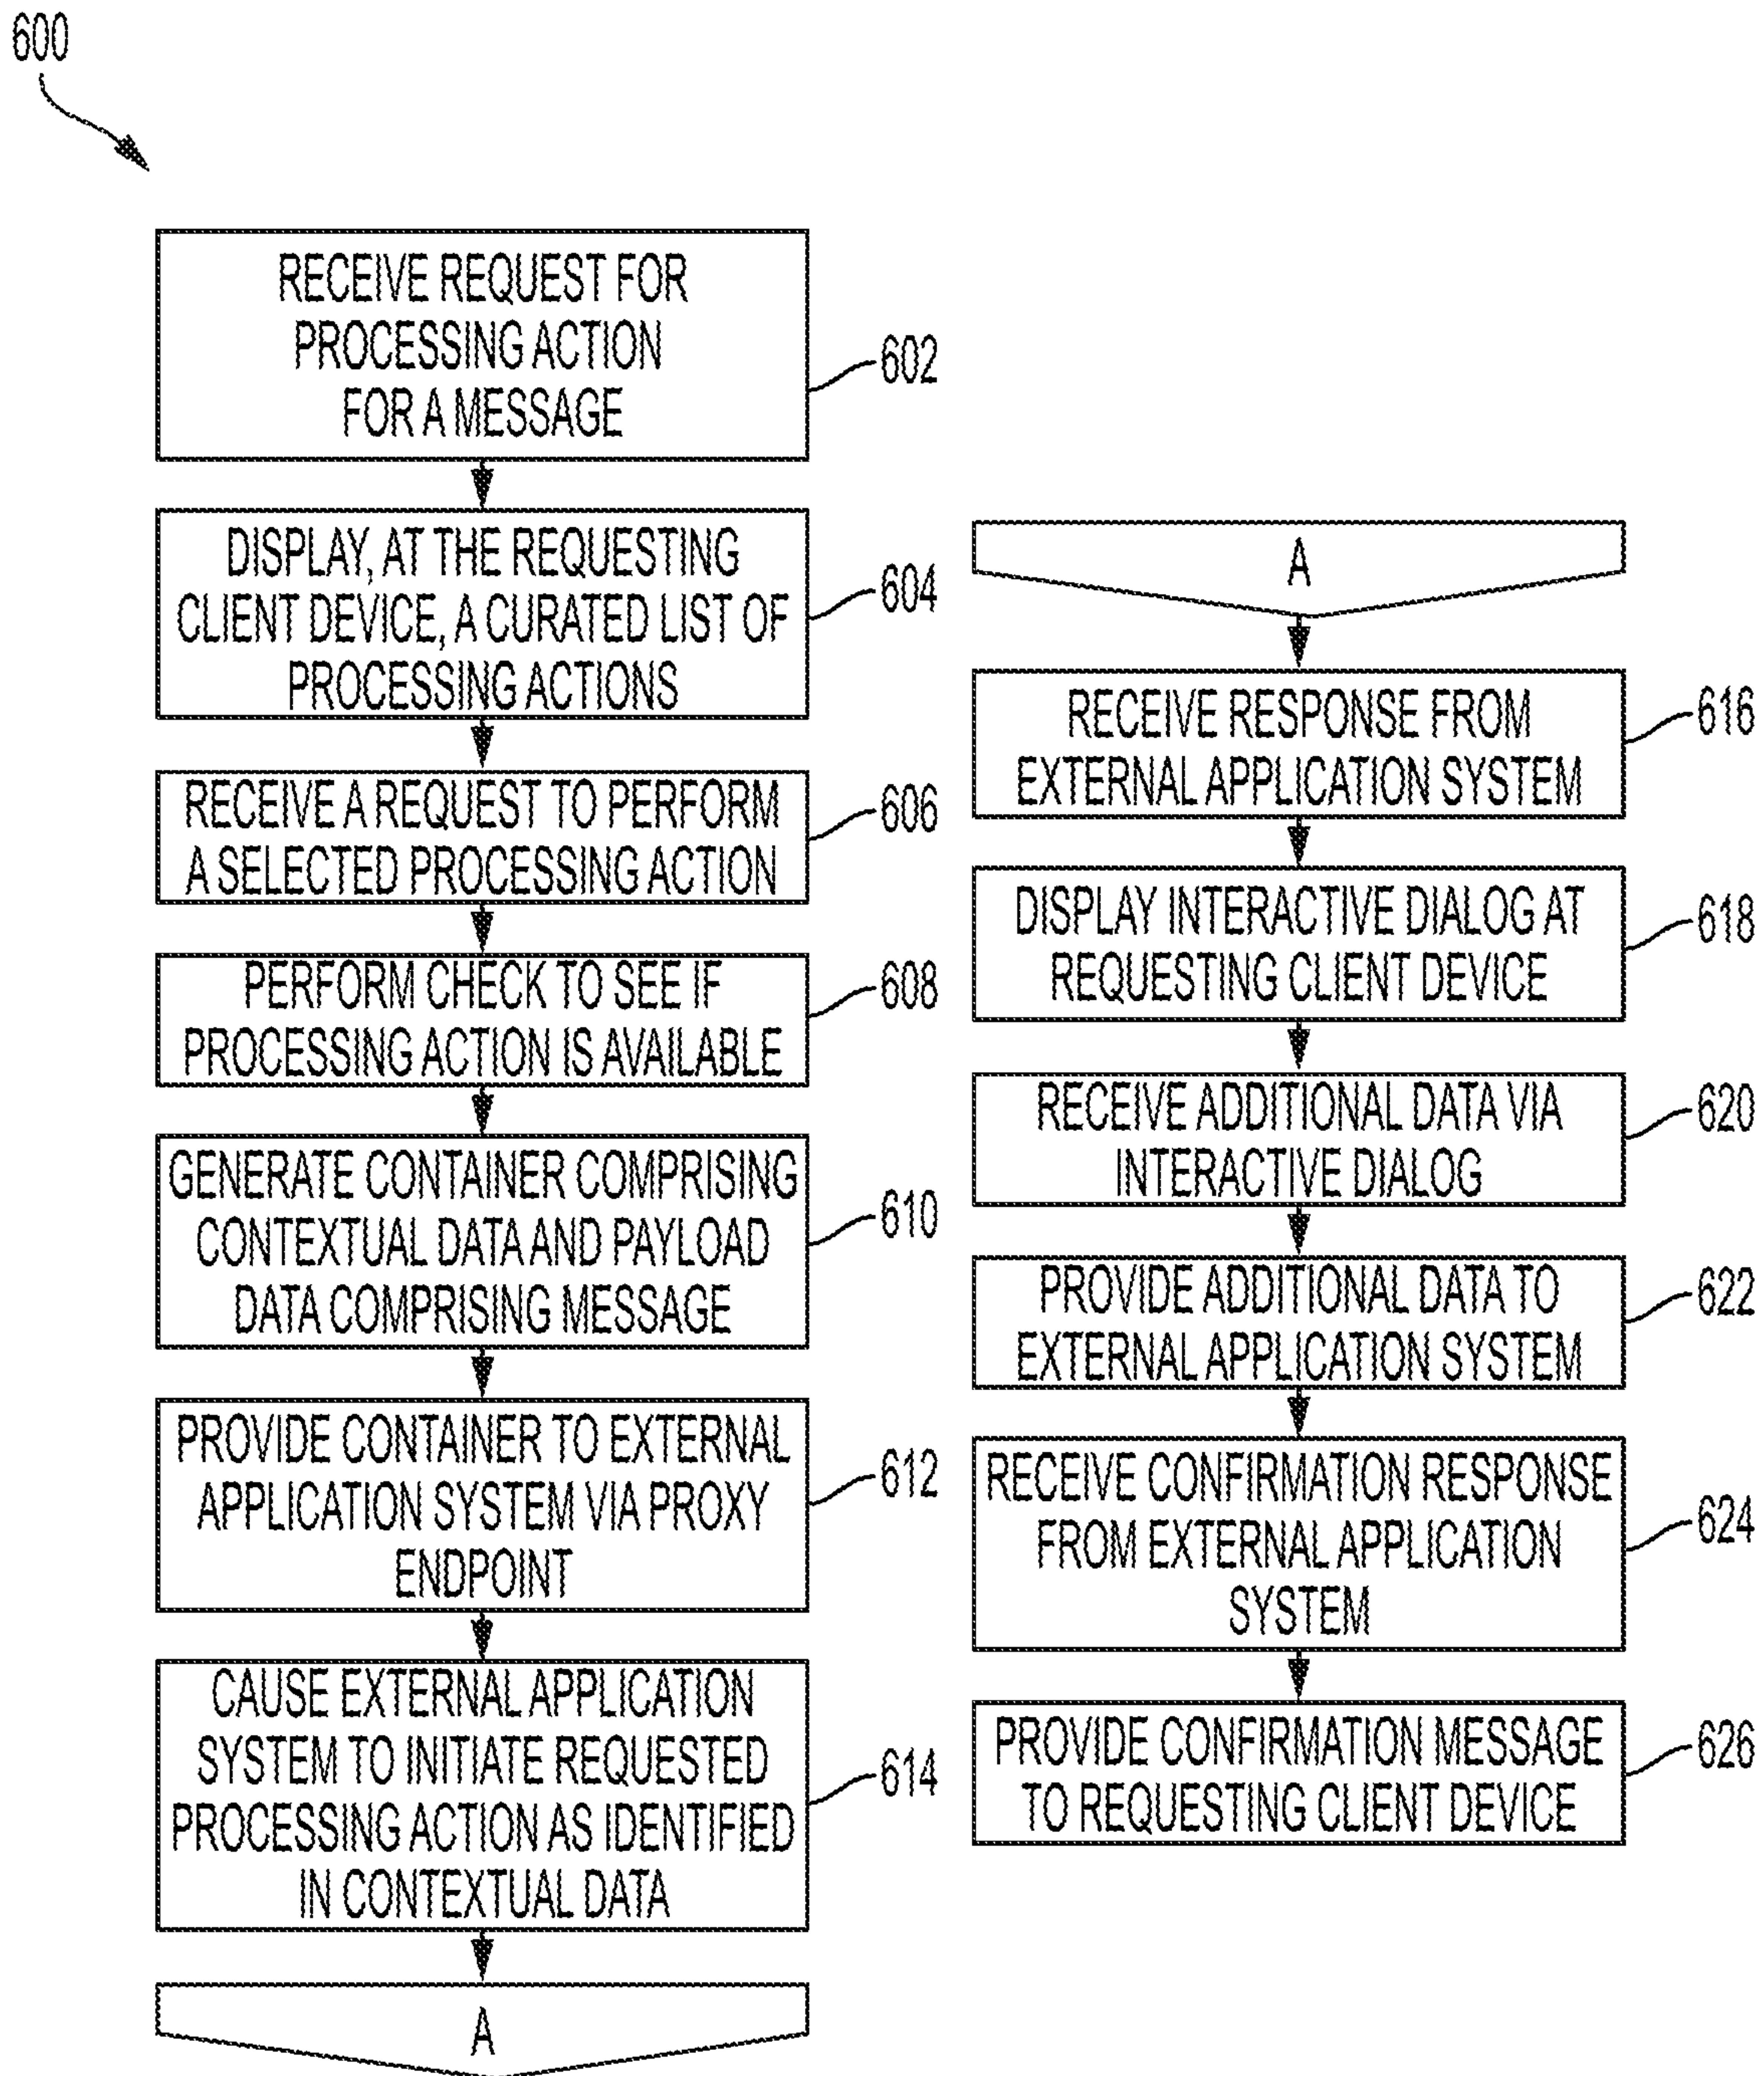 600
RECEIVE REQUEST FOR
PROCESSING ACTION
FOR A MESSAGE
602
DISPLAY, AT THE REQUESTING
CLIENT DEVICE, A CURATED LIST OF
PROCESSING ACTIONS
604
RECEIVE A REQUEST TO PERFORM
A SELECTED PROCESSING ACTION
606
PERFORM CHECK TO SEE IF
PROCESSING ACTION IS AVAILABLE
608
GENERATE CONTAINER COMPRISING
CONTEXTUAL DATA AND PAYLOAD
DATA COMPRISING MESSAGE
610
PROVIDE CONTAINER TO EXTERNAL
APPLICATION SYSTEM VIA PROXY
ENDPOINT
612
CAUSE EXTERNAL APPLICATION
SYSTEM TO INITIATE REQUESTED
PROCESSING ACTION AS IDENTIFIED
IN CONTEXTUAL DATA
614
A
A
RECEIVE RESPONSE FROM
EXTERNAL APPLICATION SYSTEM
616
DISPLAY INTERACTIVE DIALOG AT
REQUESTING CLIENT DEVICE
618
RECEIVE ADDITIONAL DATA VIA
INTERACTIVE DIALOG
620
PROVIDE ADDITIONAL DATA TO
EXTERNAL APPLICATION SYSTEM
622
RECEIVE CONFIRMATION RESPONSE
FROM EXTERNAL APPLICATION
SYSTEM
624
PROVIDE CONFIRMATION MESSAGE
TO REQUESTING CLIENT DEVICE
626